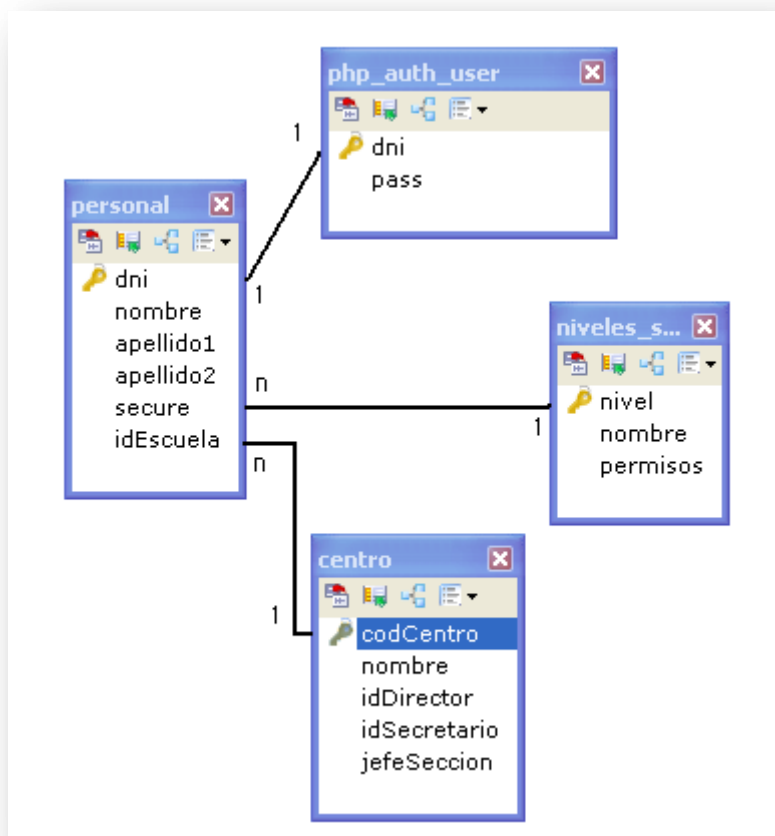 php_auth_user
dni
pass
1
1
personal
dni
nombre
apellido1
apellido2
secure
idEscuela
n
n
niveles_s...
nivel
nombre
permisos
1
centro
codCentro
nombre
idDirector
idSecretario
jefeSeccion
1